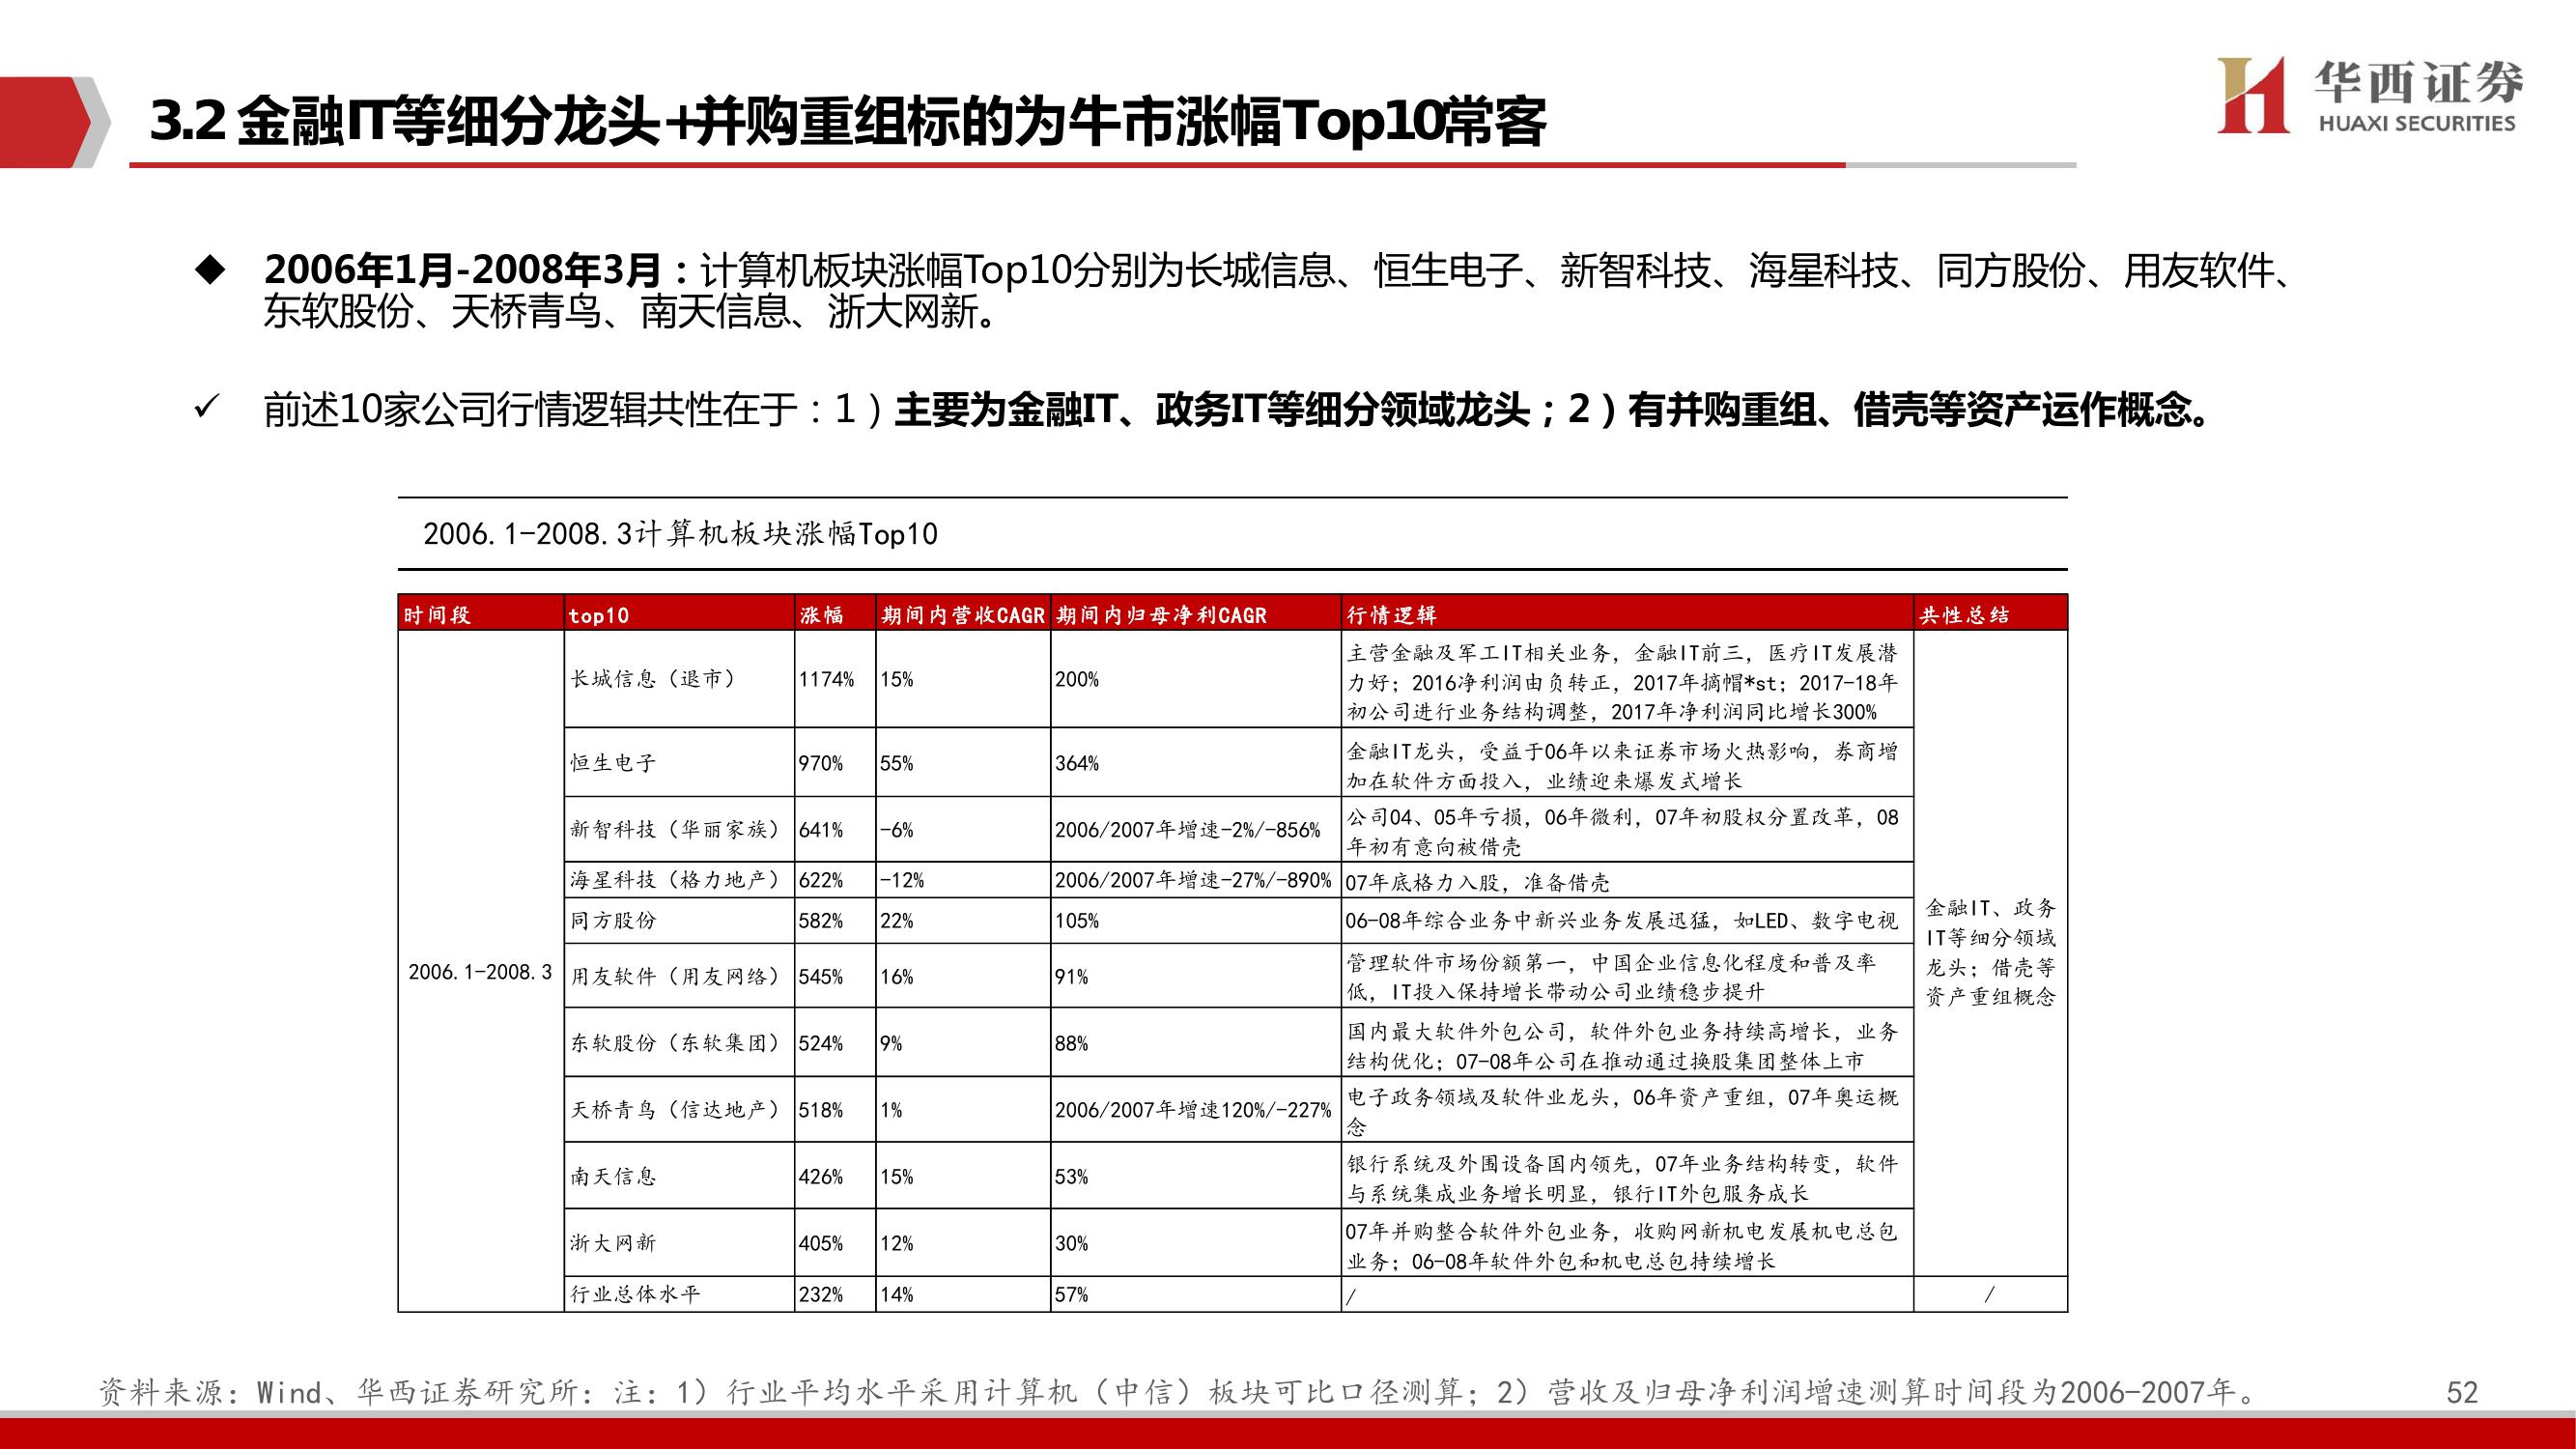 华西证券
HUAXI SECURITIES
3.2 金融IT等细分龙头+并购重组标的为牛市涨幅Top10常客
◆ 2006年1月-2008年3月：计算机板块涨幅Top10分别为长城信息、恒生电子、新智科技、海星科技、同方股份、用友软件、
东软股份、天桥青鸟、南天信息、浙大网新。
✓ 前述10家公司行情逻辑共性在于：1）主要为金融IT、政务IT等细分领域龙头；2）有并购重组、借壳等资产运作概念。
2006.1-2008.3计算机板块涨幅Top10
时间段 top10 涨幅 期间内营收CAGR 期间内归母净利CAGR 行情逻辑 共性总结
2006.1-2008.3
长城信息（退市） 1174% 15% 200%
主营金融及军工IT相关业务，金融IT前三，医疗IT发展潜
力好；2016净利润由负转正，2017年摘帽*st；2017-18年
初公司进行业务结构调整，2017年净利润同比增长300%
恒生电子 970% 55% 364%
金融IT龙头，受益于06年以来证券市场火热影响，券商增
加在软件方面投入，业绩迎来爆发式增长
新智科技（华丽家族） 641% -6% 2006/2007年增速-2%/-856%
公司04、05年亏损，06年微利，07年初股权分置改革，08
年初有意向被借壳
海星科技（格力地产） 622% -12% 2006/2007年增速-27%/-890% 07年底格力入股，准备借壳
同方股份 582% 22% 105% 06-08年综合业务中新兴业务发展迅猛，如LED、数字电视
用友软件（用友网络） 545% 16% 91%
管理软件市场份额第一，中国企业信息化程度和普及率
低，IT投入保持增长带动公司业绩稳步提升
东软股份（东软集团） 524% 9% 88%
国内最大软件外包公司，软件外包业务持续高增长，业务
结构优化；07-08年公司在推动通过换股集团整体上市
天桥青鸟（信达地产） 518% 1% 2006/2007年增速120%/-227%
电子政务领域及软件业龙头，06年资产重组，07年奥运概
念
南天信息 426% 15% 53%
银行系统及外围设备国内领先，07年业务结构转变，软件
与系统集成业务增长明显，银行IT外包服务成长
浙大网新 405% 12% 30%
07年并购整合软件外包业务，收购网新机电发展机电总包
业务；06-08年软件外包和机电总包持续增长
金融IT、政务
IT等细分领域
龙头；借壳等
资产重组概念
行业总体水平 232% 14% 57% / /
资料来源：Wind、华西证券研究所：注：1）行业平均水平采用计算机（中信）板块可比口径测算；2）营收及归母净利润增速测算时间段为2006-2007年。
52